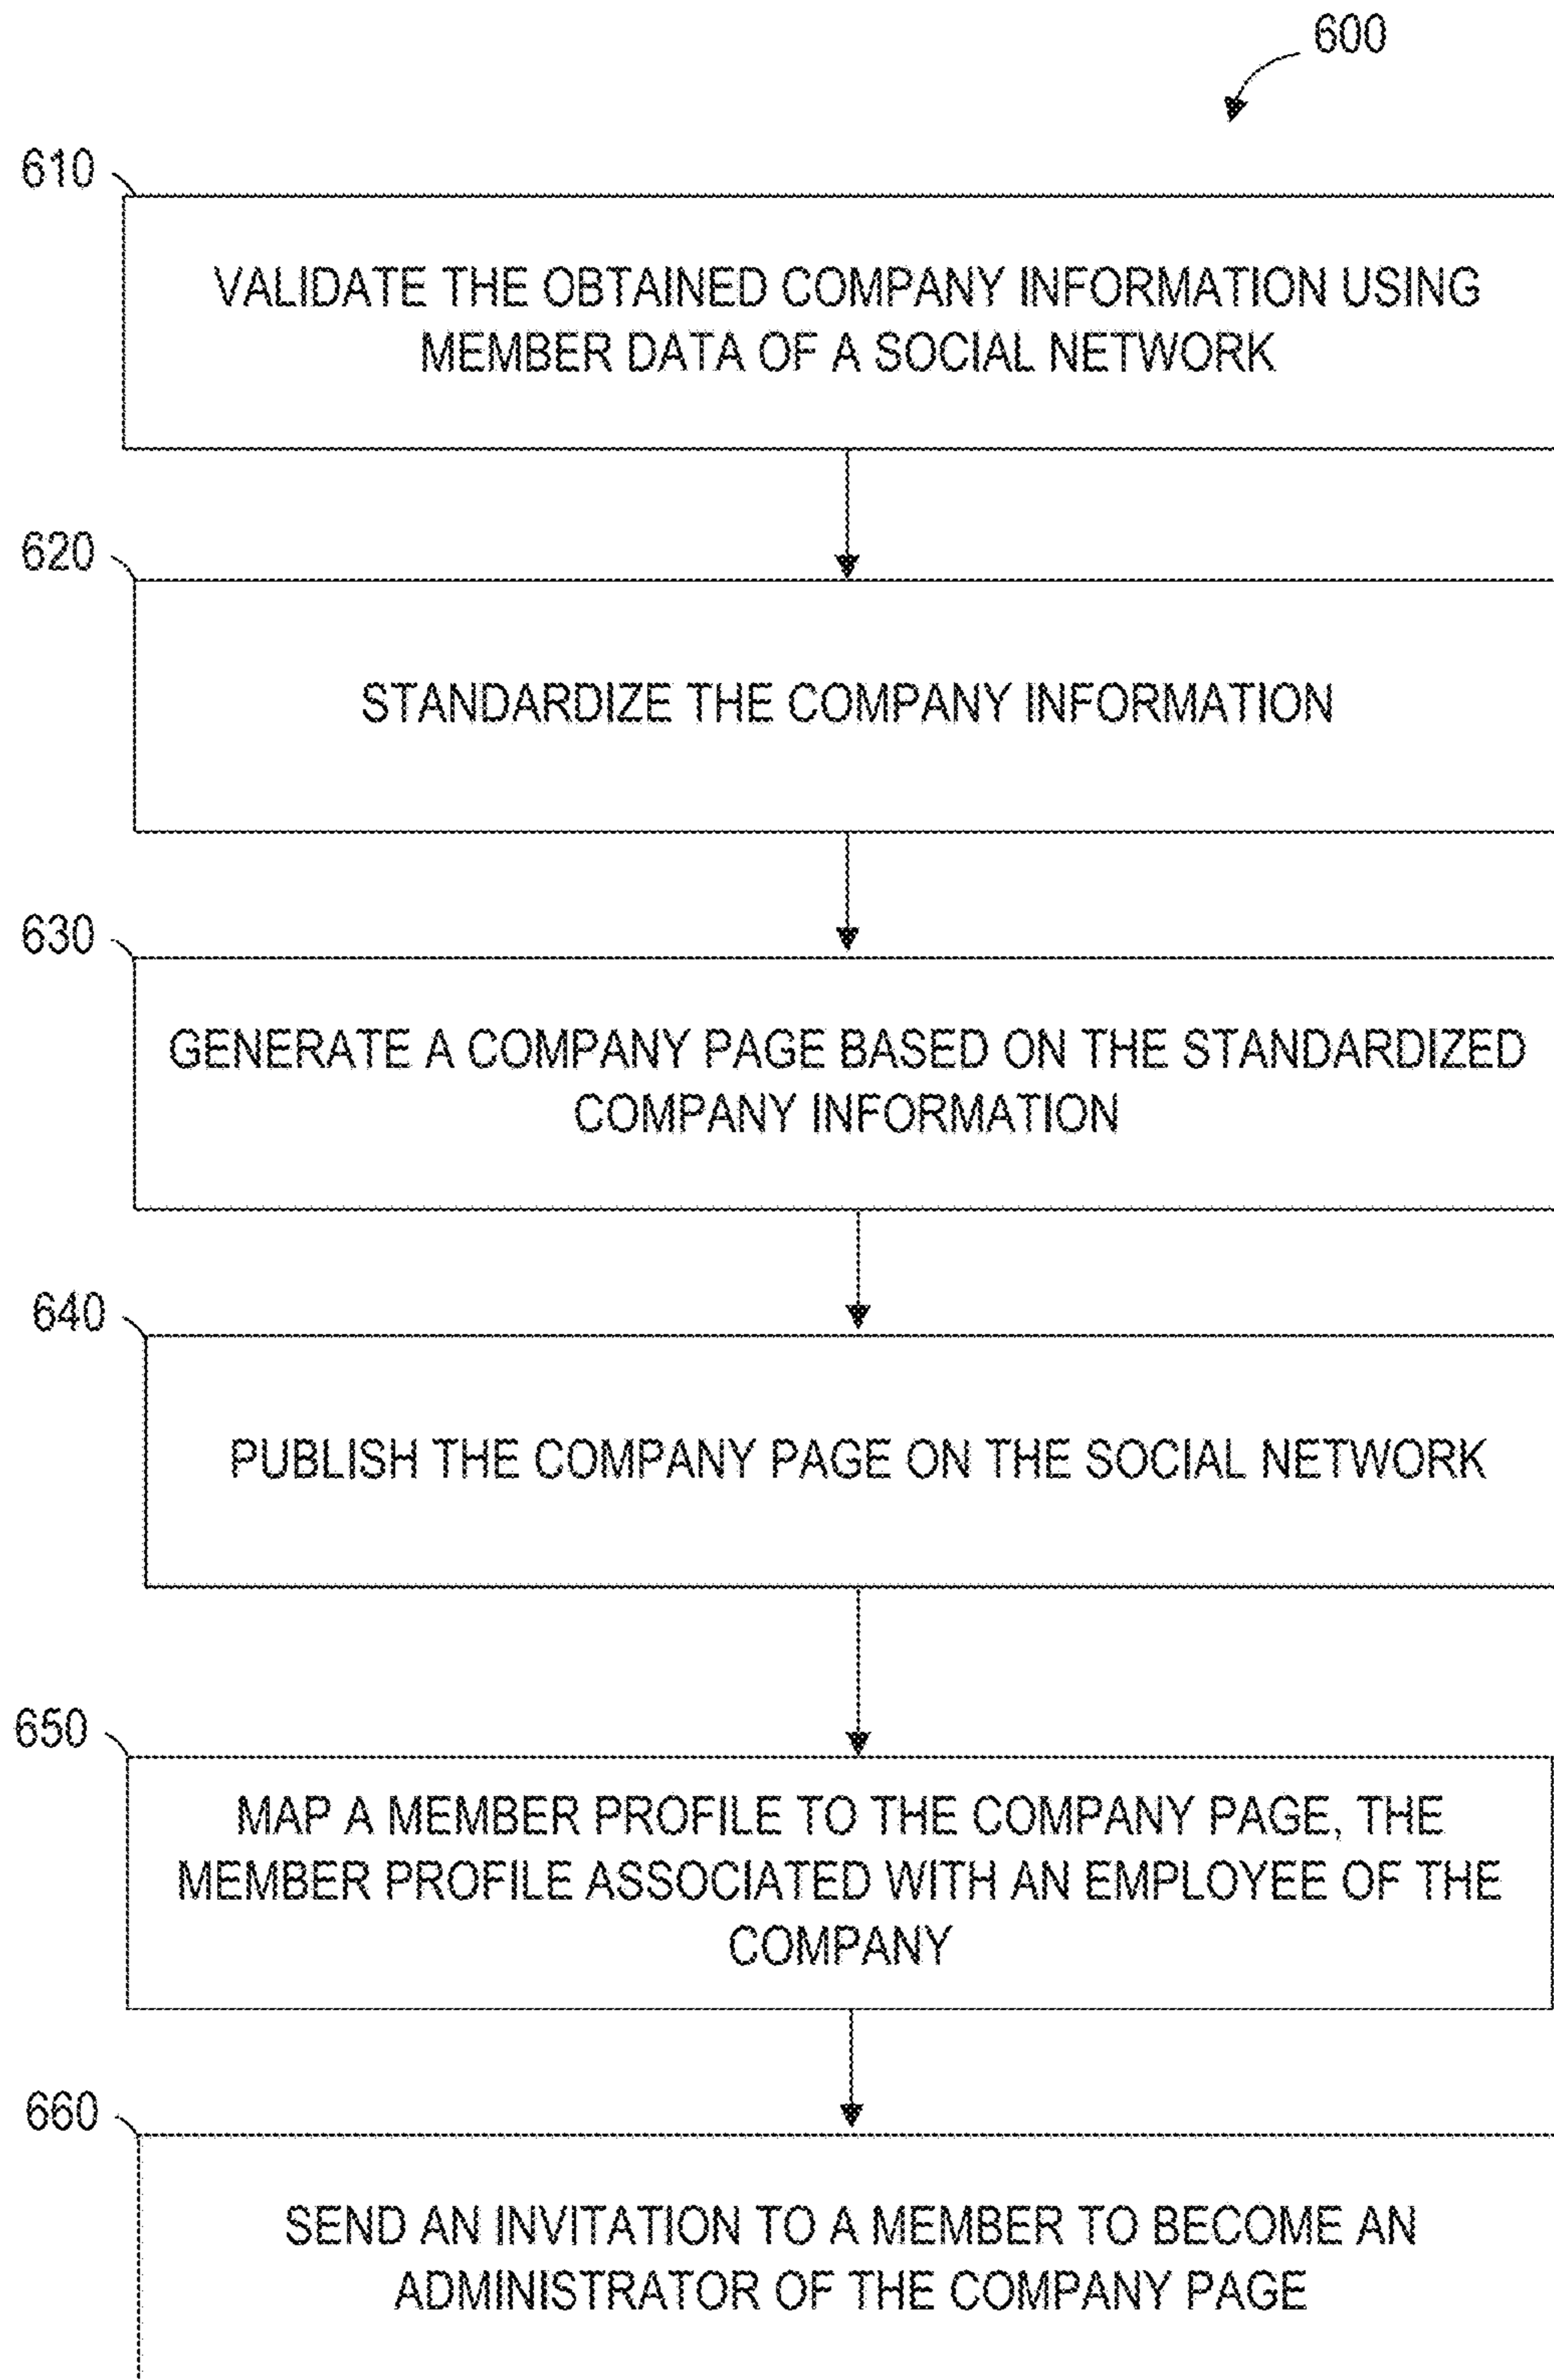 600
610
VALIDATE THE OBTAINED COMPANY INFORMATION USING
MEMBER DATA OF A SOCIAL NETWORK
620
STANDARDIZE THE COMPANY INFORMATION
630
GENERATE A COMPANY PAGE BASED ON THE STANDARDIZED
COMPANY INFORMATION
640
PUBLISH THE COMPANY PAGE ON THE SOCIAL NETWORK
650
MAP A MEMBER PROFILE TO THE COMPANY PAGE, THE
MEMBER PROFILE ASSOCIATED WITH AN EMPLOYEE OF THE
COMPANY
660
SEND AN INVITATION TO A MEMBER TO BECOME AN
ADMINISTRATOR OF THE COMPANY PAGE